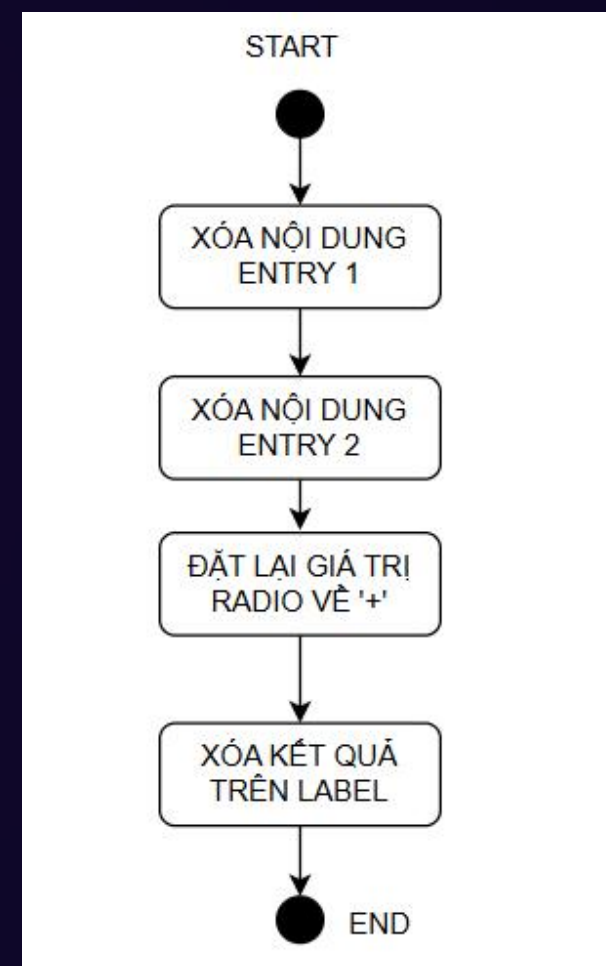 START
XÓA NỘI DUNG
ENTRY 1
XÓA NỘI DUNG
ENTRY 2
ĐẶT LẠI GIÁ TRỊ
RADIO VỀ '+'
XÓA KẾT QUẢ
TRÊN LABEL
END